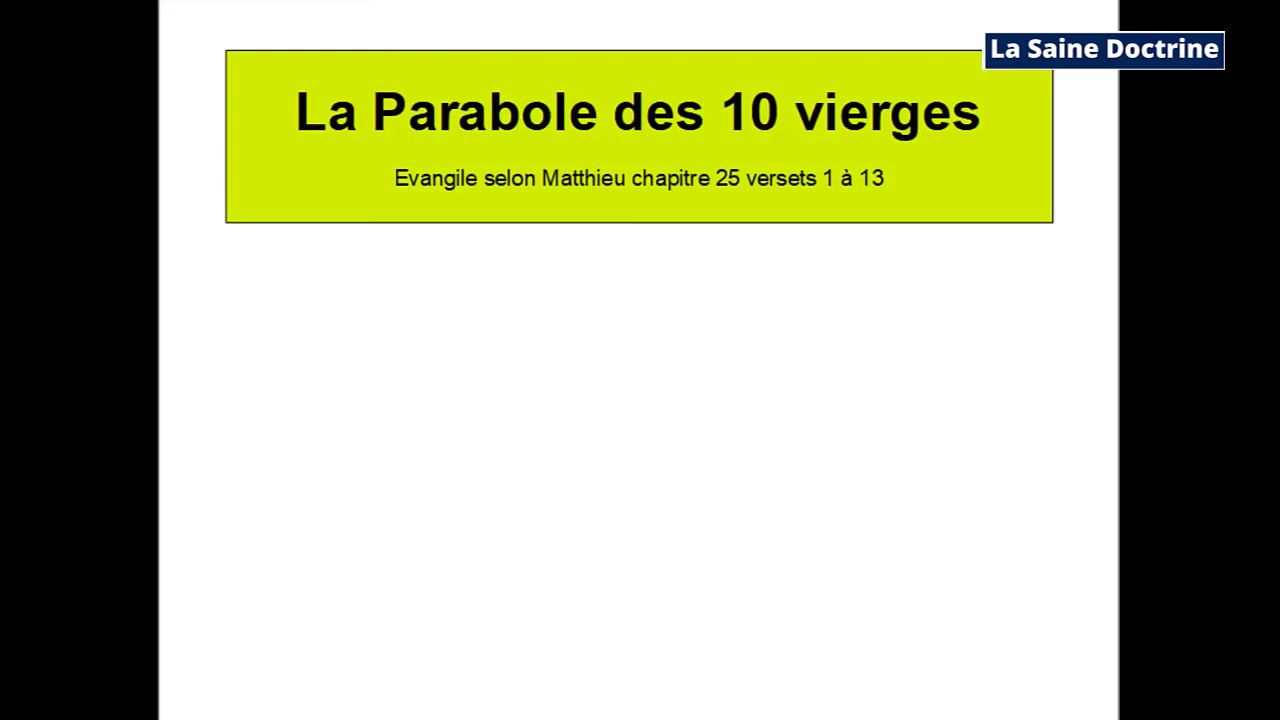 La Saine Doctrine
La Parabole des 10 vierges
Evangile selon Matthieu chapitre 25 versets 1 à 13